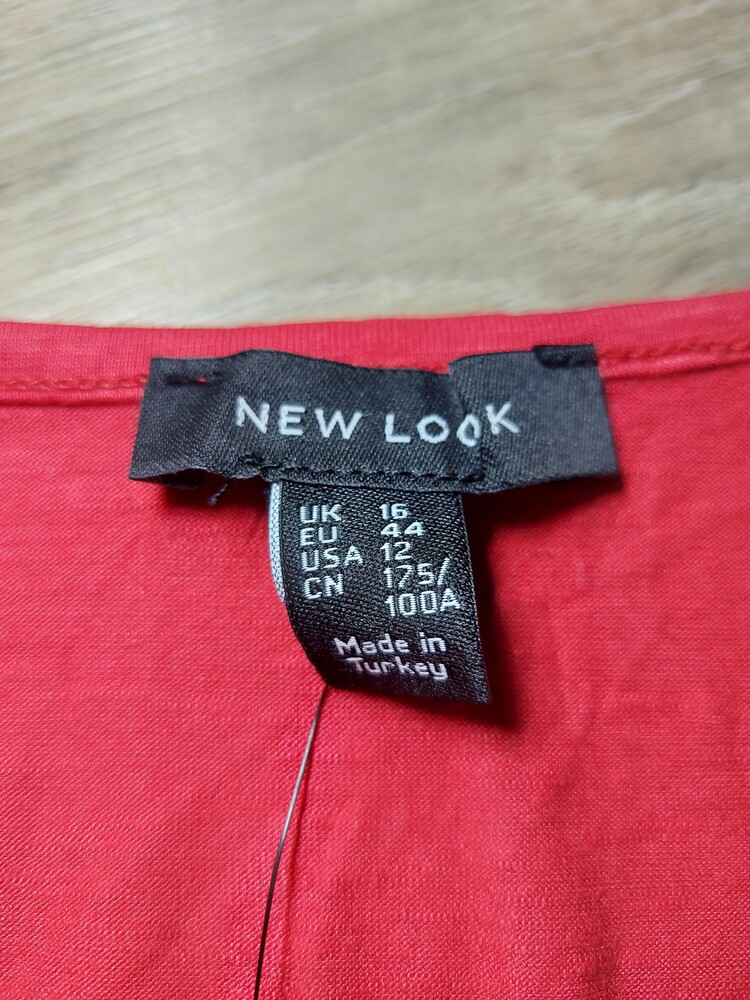 NEW LOOK
UK 16
EU 44
USA 12
CN 175/
100A
Made in
Turkey